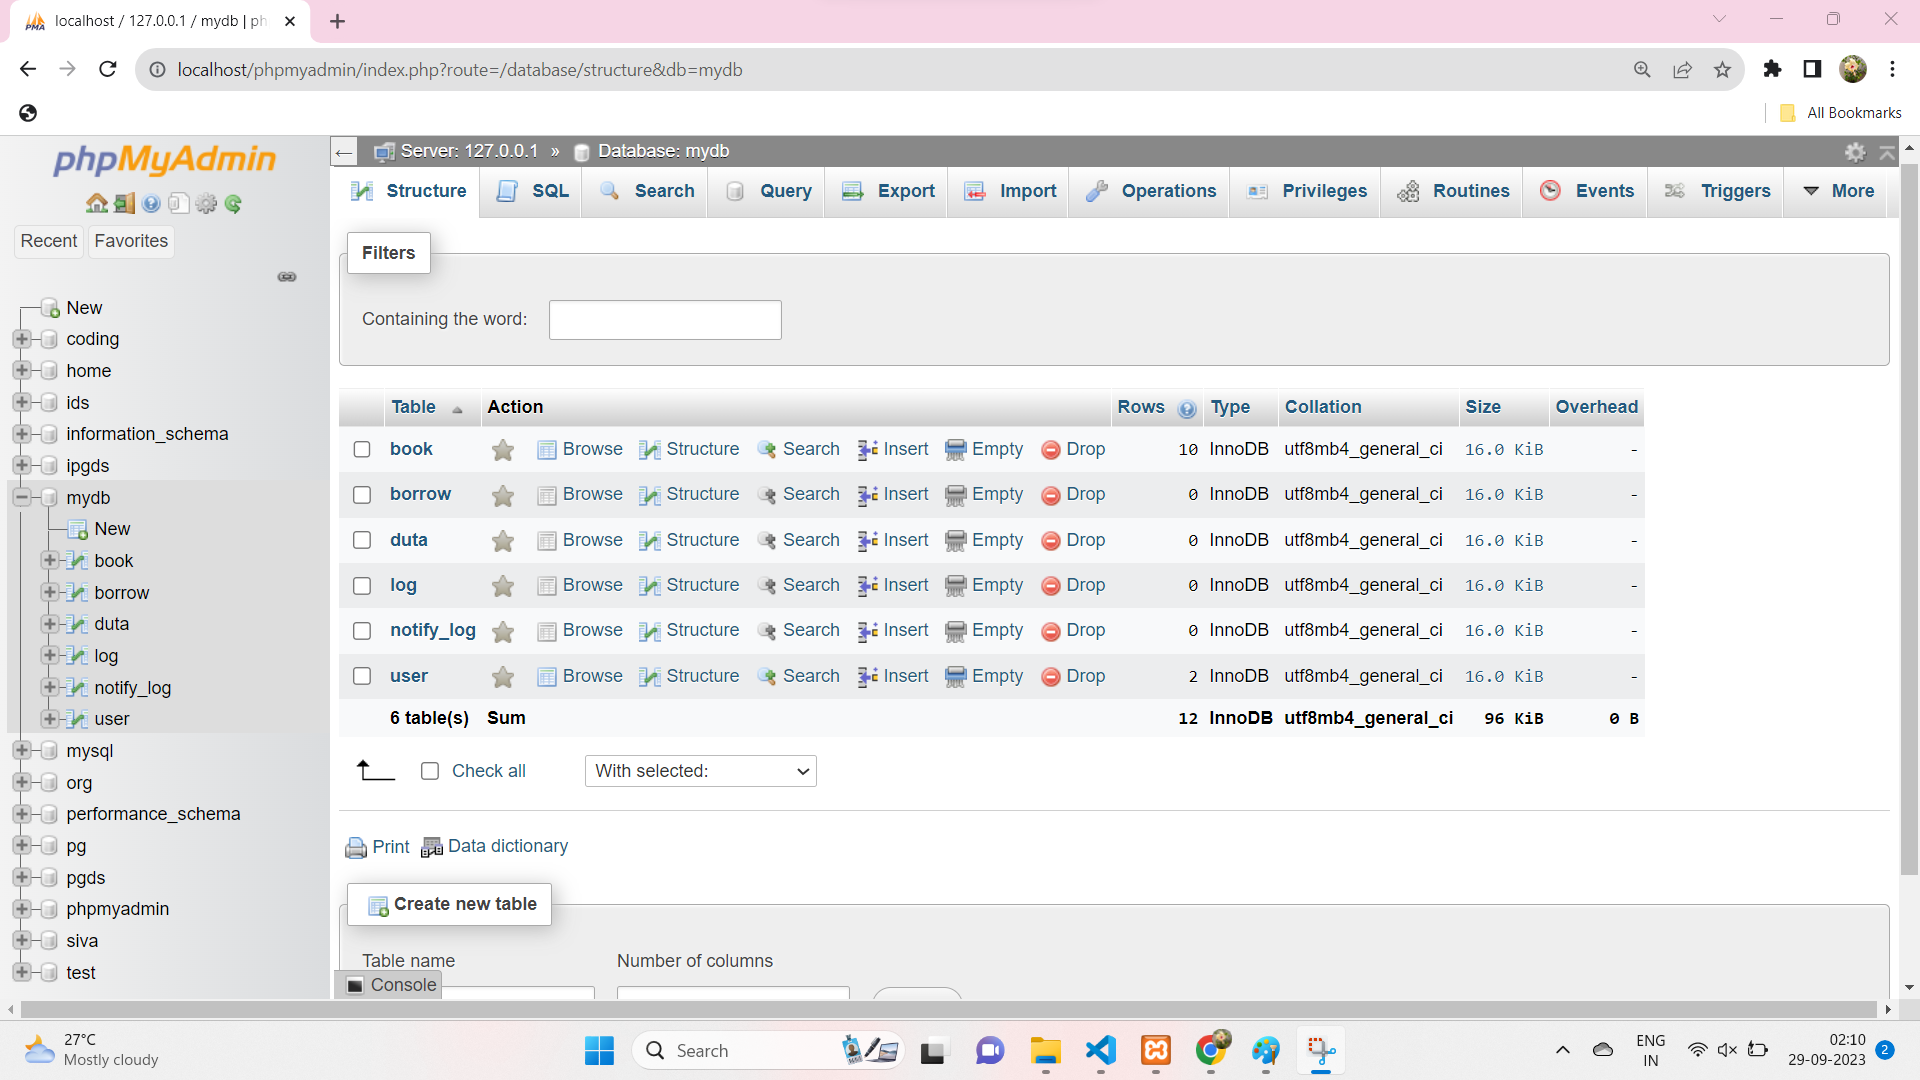 localhost / 127.0.0.1 / mydb | ph
localhost/phpmyadmin/index.php?route=/database/structure&db=mydb
All Bookmarks
phpMyAdmin
Recent Favorites
New
coding
home
ids
information_schema
ipgds
mydb
New
book
borrow
duta
log
notify_log
user
mysql
org
performance_schema
pg
pgds
phpmyadmin
siva
test
Server: 127.0.0.1 » Database: mydb
Structure SQL Search Query Export Import Operations Privileges Routines Events Triggers More
Filters
Containing the word:
Table Action Rows Type Collation Size Overhead
book Browse Structure Search Insert Empty Drop 10 InnoDB utf8mb4_general_ci 16.0 KiB -
borrow Browse Structure Search Insert Empty Drop 0 InnoDB utf8mb4_general_ci 16.0 KiB -
duta Browse Structure Search Insert Empty Drop 0 InnoDB utf8mb4_general_ci 16.0 KiB -
log Browse Structure Search Insert Empty Drop 0 InnoDB utf8mb4_general_ci 16.0 KiB -
notify_log Browse Structure Search Insert Empty Drop 0 InnoDB utf8mb4_general_ci 16.0 KiB -
user Browse Structure Search Insert Empty Drop 2 InnoDB utf8mb4_general_ci 16.0 KiB -
6 table(s) Sum 12 InnoDB utf8mb4_general_ci 96 KiB 0 B
Check all With selected:
Print Data dictionary
Create new table
Table name Number of columns
Console
27°C
Mostly cloudy
Search
ENG
IN
02:10
29-09-2023
2